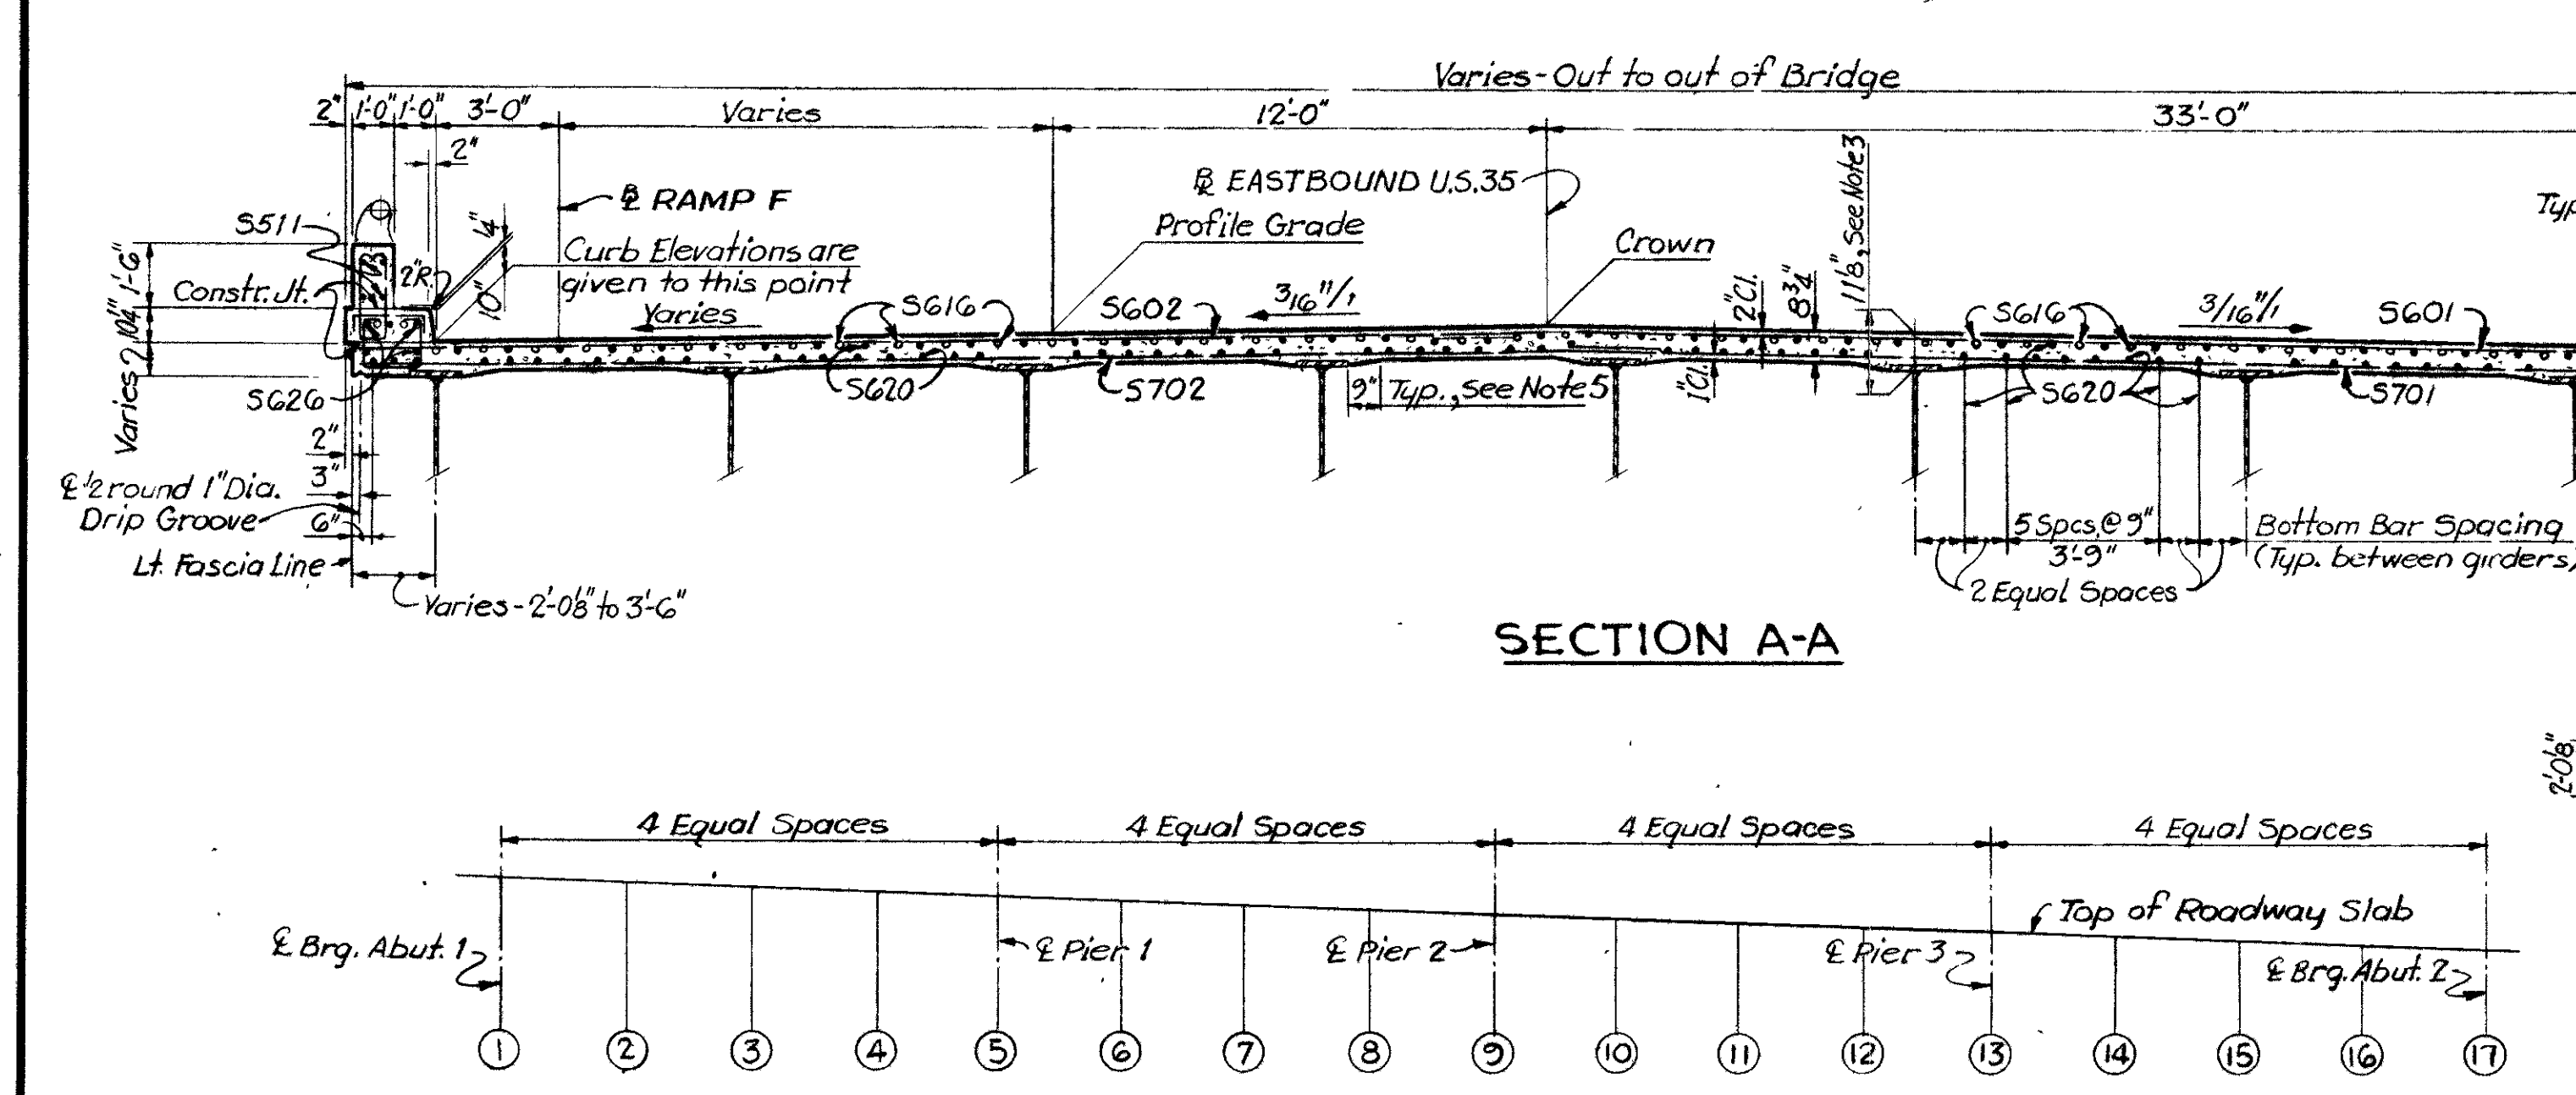 Varies-Out to out of Bridge
2" 1'-0" 1'-0" 3'-0" Varies 12'-0" 33'-0"
2"
℄ RAMP F
℄ EASTBOUND U.S.35
11⅛", See Note 3
S511
Profile Grade
Crown
Curb Elevations are
given to this point
¼"
10"
2"R.
1'-6"
10¼"
Varies
Constr. Jt.
Varies
S616
S602
3/16"/1
2"Cl.
8¾"
S616
3/16"/1
S601
S626
S620
S702
9" Typ., See Note 5
1"Cl.
S620
S701
2"
3"
6"
℄ ½ round 1" Dia.
Drip Groove
Lt. Fascia Line
Varies-2'-0⅛" to 3'-6"
5 Spcs. @ 9"
3'-9"
2 Equal Spaces
Bottom Bar Spacing
(Typ. between girders)
SECTION A-A
2'-0⅛"
4 Equal Spaces 4 Equal Spaces 4 Equal Spaces 4 Equal Spaces
Top of Roadway Slab
℄ Brg. Abut. 1 ℄ Pier 1 ℄ Pier 2 ℄ Pier 3 ℄ Brg. Abut. 2
1 2 3 4 5 6 7 8 9 10 11 12 13 14 15 16 17